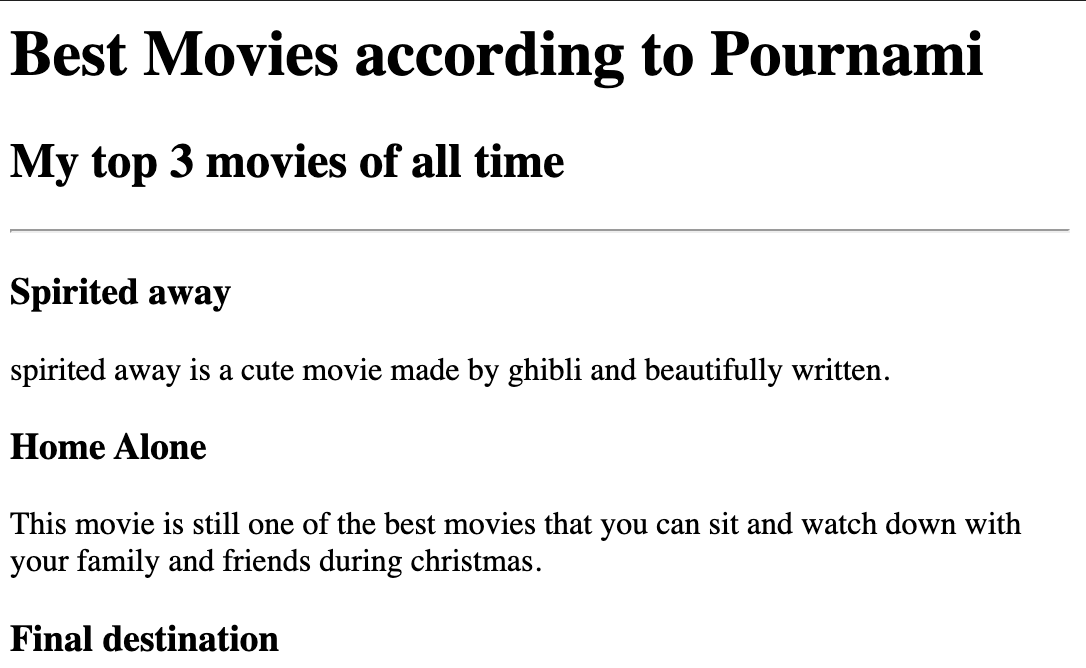 Best Movies according to Pournami
My top 3 movies of all time
Spirited away
spirited away is a cute movie made by ghibli and beautifully written.
Home Alone
This movie is still one of the best movies that you can sit and watch down with
your family and friends during christmas.
Final destination